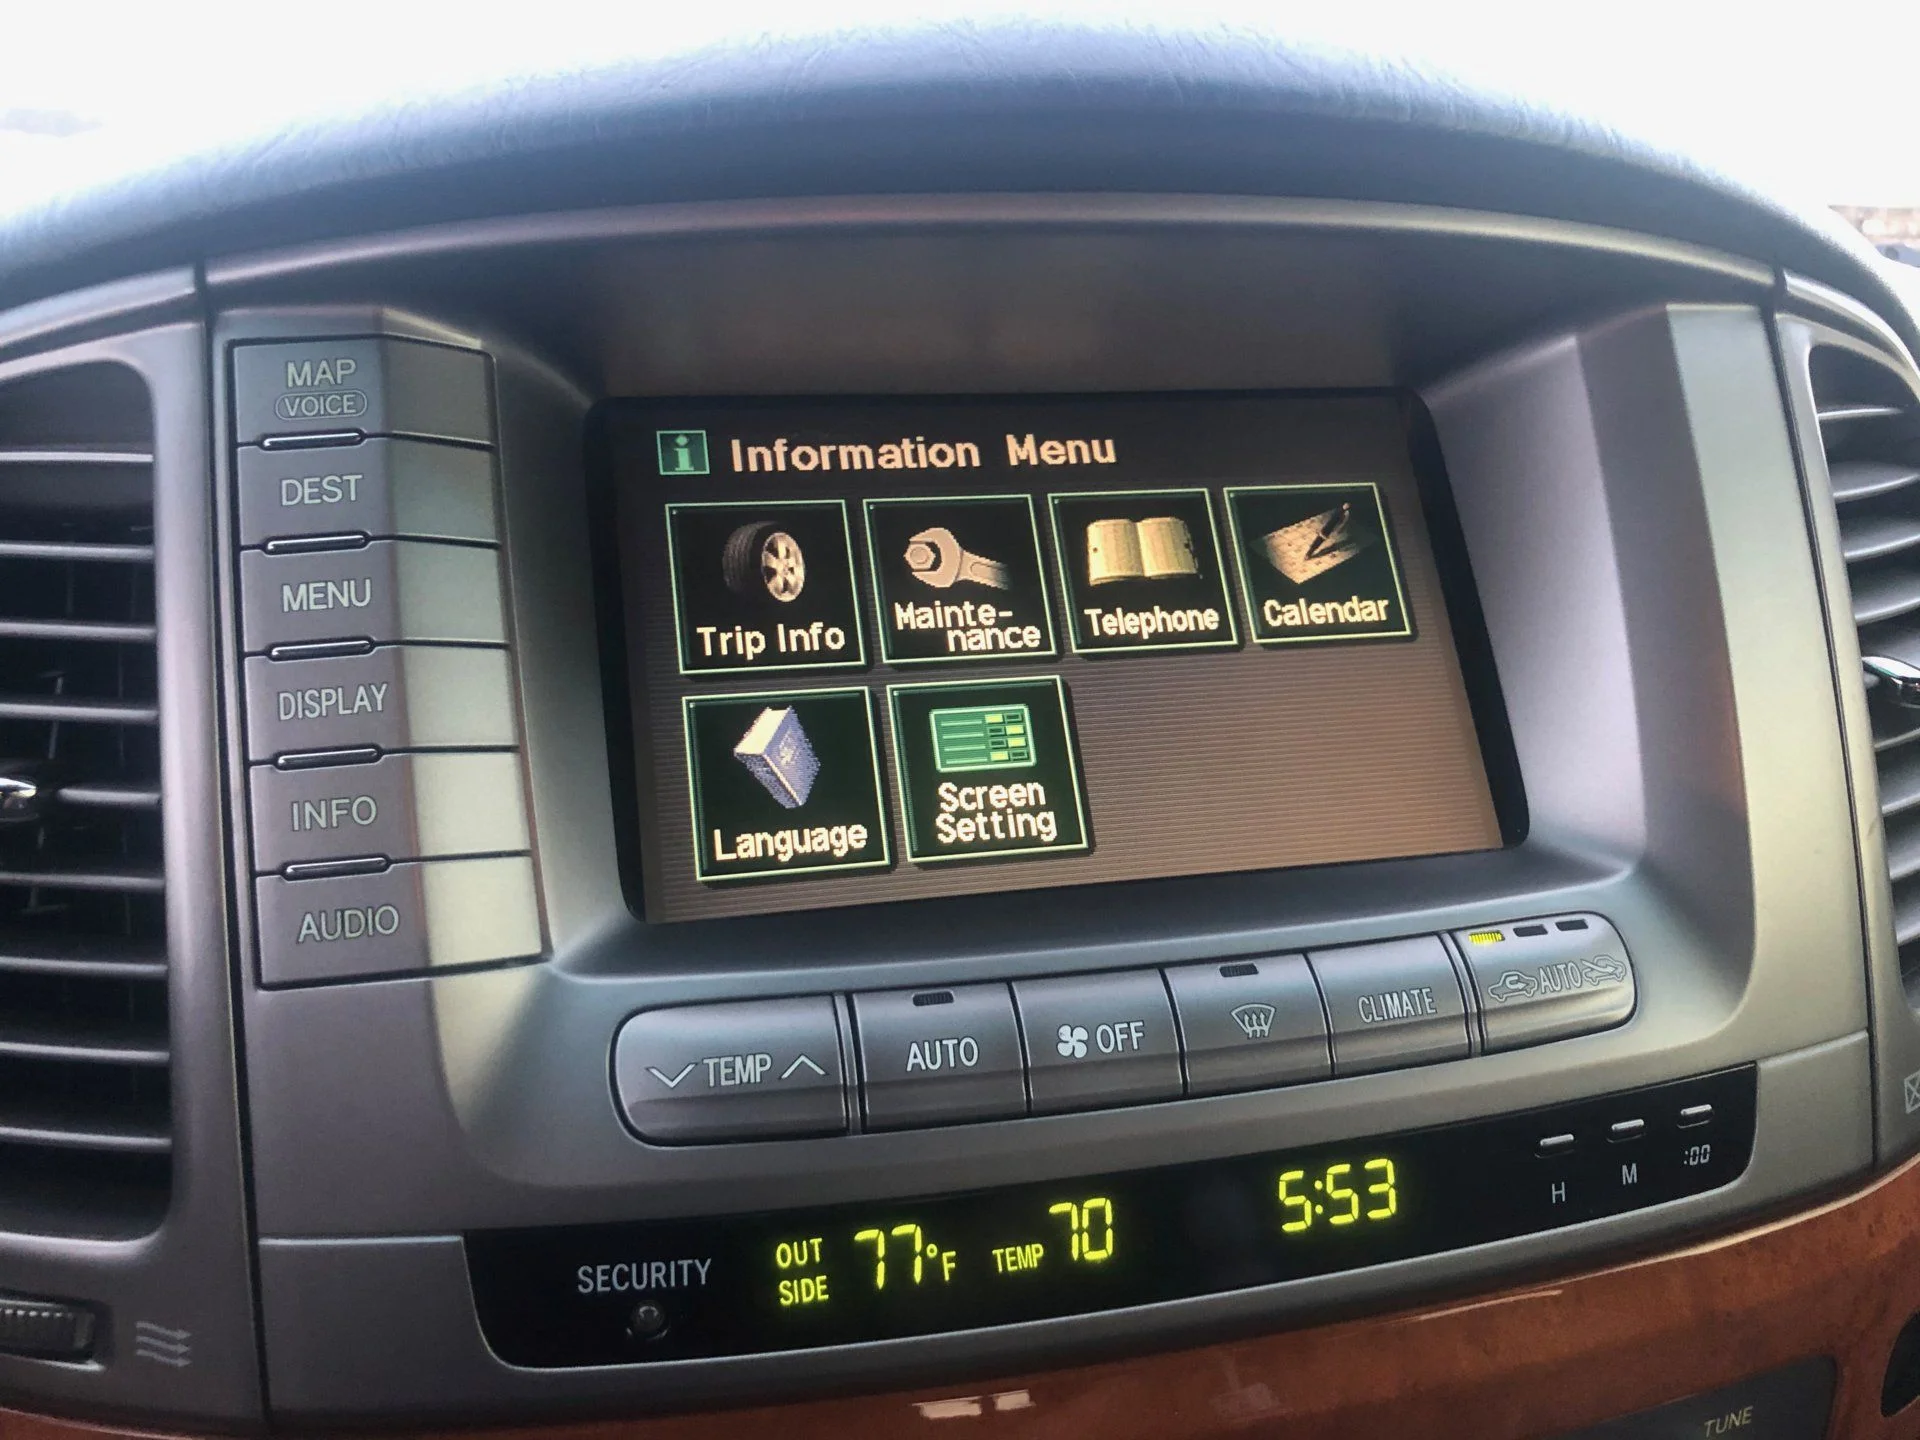 MAP
VOICE
DEST
MENU
DISPLAY
INFO
AUDIO
Information Menu
Trip Info
Mainte-
nance
Telephone
Calendar
Language
Screen
Setting
TEMP
AUTO
OFF
CLIMATE
AUTO
SECURITY
OUT
SIDE
77°F
TEMP 70
5:53
H
M
:00
TUNE